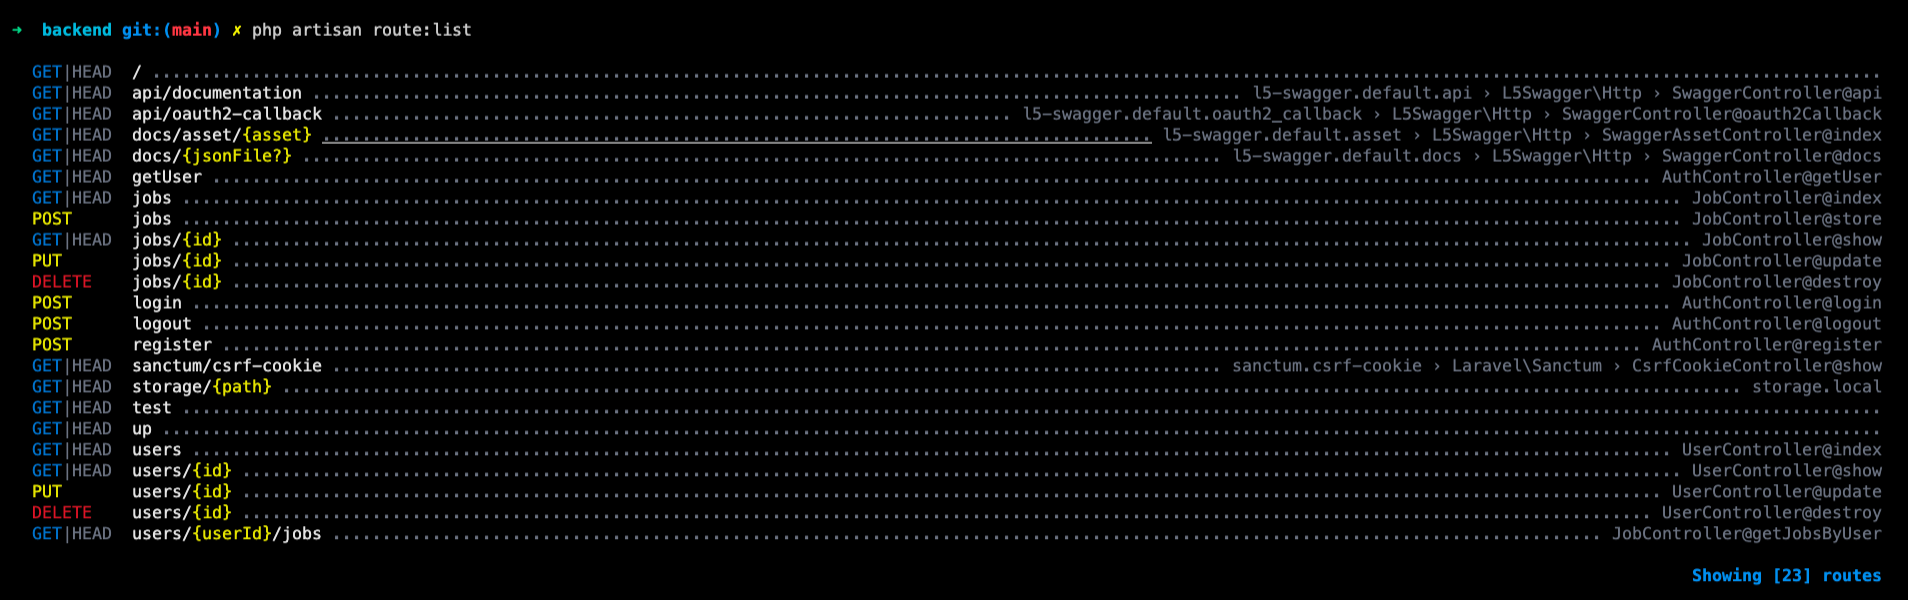 ➜ backend git:(main) ✗ php artisan route:list
GET|HEAD / ...........................................................................................................................................................................
GET|HEAD api/documentation ............................................................................................. l5-swagger.default.api › L5Swagger\Http › SwaggerController@api
GET|HEAD api/oauth2-callback .................................................................... l5-swagger.default.oauth2_callback › L5Swagger\Http › SwaggerController@oauth2Callback
GET|HEAD docs/asset/{asset} ................................................................................... l5-swagger.default.asset › L5Swagger\Http › SwaggerAssetController@index
GET|HEAD docs/{jsonFile?} ............................................................................................ l5-swagger.default.docs › L5Swagger\Http › SwaggerController@docs
GET|HEAD getUser ................................................................................................................................................ AuthController@getUser
GET|HEAD jobs ...................................................................................................................................................... JobController@index
POST jobs ...................................................................................................................................................... JobController@store
GET|HEAD jobs/{id} .................................................................................................................................................. JobController@show
PUT jobs/{id} ................................................................................................................................................ JobController@update
DELETE jobs/{id} ............................................................................................................................................... JobController@destroy
POST login .................................................................................................................................................... AuthController@login
POST logout .................................................................................................................................................. AuthController@logout
POST register .............................................................................................................................................. AuthController@register
GET|HEAD sanctum/csrf-cookie ......................................................................................... sanctum.csrf-cookie › Laravel\Sanctum › CsrfCookieController@show
GET|HEAD storage/{path} .................................................................................................................................................. storage.local
GET|HEAD test ..........................................................................................................................................................................
GET|HEAD up ............................................................................................................................................................................
GET|HEAD users .................................................................................................................................................... UserController@index
GET|HEAD users/{id} ................................................................................................................................................ UserController@show
PUT users/{id} .............................................................................................................................................. UserController@update
DELETE users/{id} ............................................................................................................................................. UserController@destroy
GET|HEAD users/{userId}/jobs ............................................................................................................................... JobController@getJobsByUser
Showing [23] routes